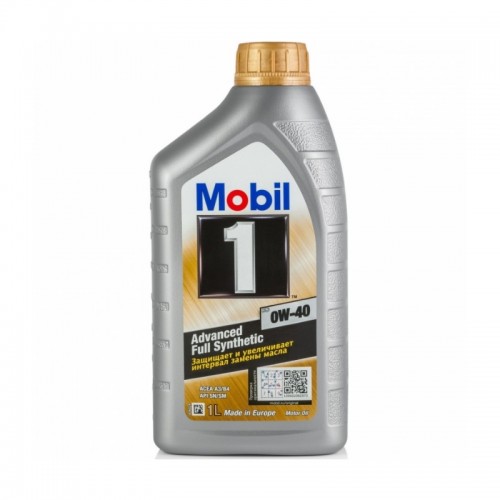 Mobil
1
TM
0W-40
Advanced
Full Synthetic
Защищает и увеличивает
интервал замены масла
ACEA A3/B4
API SN/SM
1L Made in Europe Motor Oil